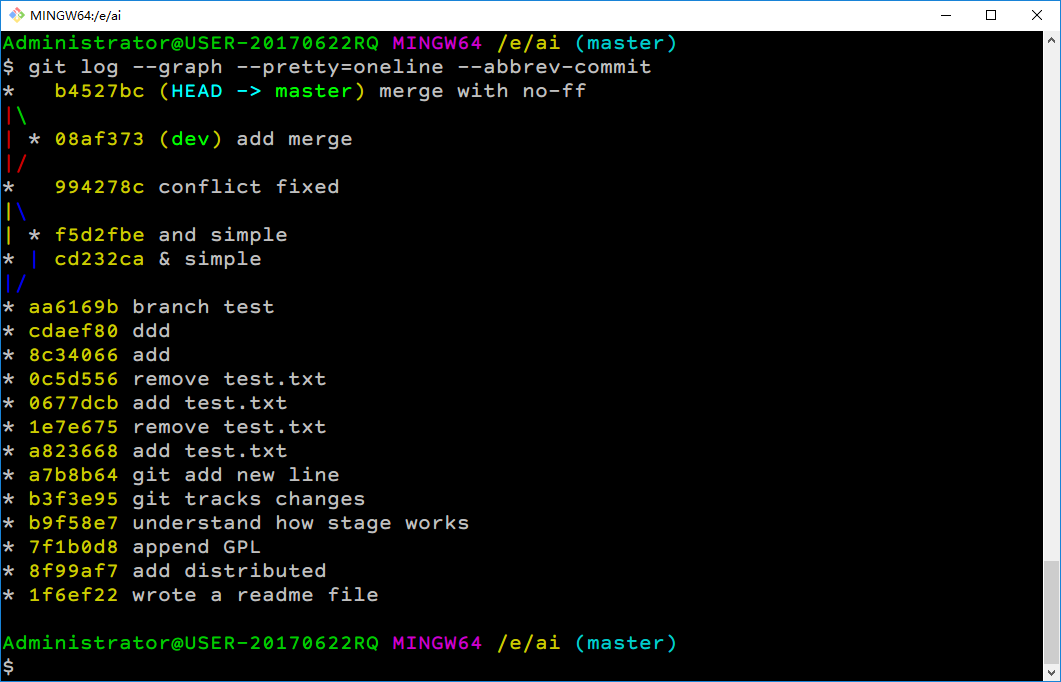 MINGW64:/e/ai
Administrator@USER-20170622RQ MINGW64 /e/ai (master)
$ git log --graph --pretty=oneline --abbrev-commit
*   b4527bc (HEAD -> master) merge with no-ff
|\
| * 08af373 (dev) add merge
|/
*   994278c conflict fixed
|\
| * f5d2fbe and simple
* | cd232ca & simple
|/
* aa6169b branch test
* cdaef80 ddd
* 8c34066 add
* 0c5d556 remove test.txt
* 0677dcb add test.txt
* 1e7e675 remove test.txt
* a823668 add test.txt
* a7b8b64 git add new line
* b3f3e95 git tracks changes
* b9f58e7 understand how stage works
* 7f1b0d8 append GPL
* 8f99af7 add distributed
* 1f6ef22 wrote a readme file
Administrator@USER-20170622RQ MINGW64 /e/ai (master)
$